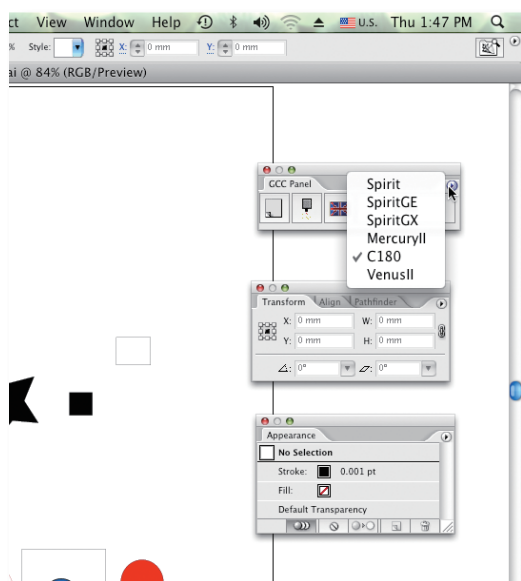 ct View Window Help U.S. Thu 1:47 PM
% Style: X: 0 mm Y: 0 mm
ai @ 84% (RGB/Preview)
GCC Panel
Spirit
SpiritGE
SpiritGX
MercuryII
✓ C180
VenusII
Transform Align Pathfinder
X: 0 mm W: 0 mm
Y: 0 mm H: 0 mm
0° 0°
Appearance
No Selection
Stroke: 0.001 pt
Fill:
Default Transparency